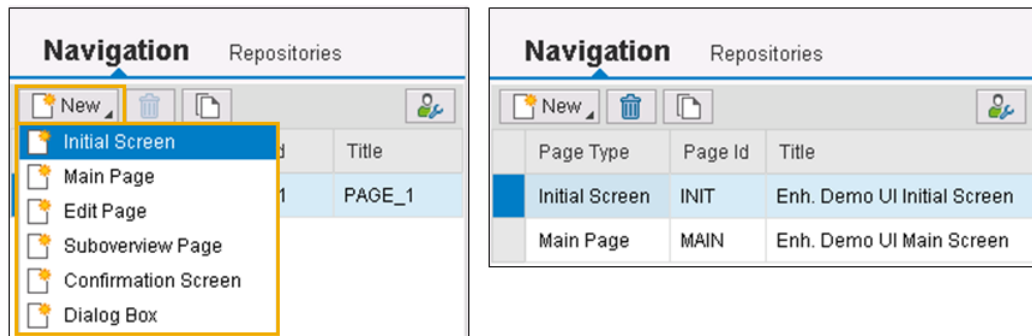 Navigation Repositories
New
Initial Screen
Main Page
Edit Page
Suboverview Page
Confirmation Screen
Dialog Box
Title
1 PAGE_1
Navigation Repositories
New
Page Type Page Id Title
Initial Screen INIT Enh. Demo UI Initial Screen
Main Page MAIN Enh. Demo UI Main Screen